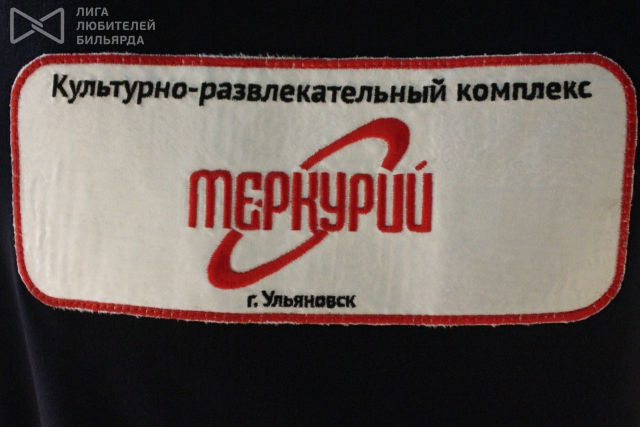 ЛИГА
ЛЮБИТЕЛЕЙ
БИЛЬЯРДА
Культурно-развлекательный комплекс
МЕРКУРИЙ
г. Ульяновск